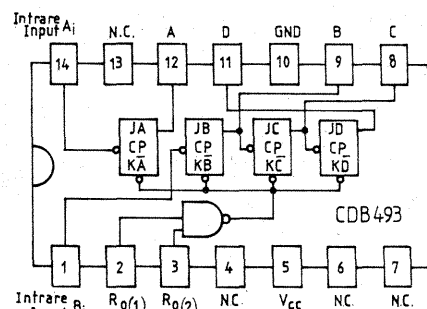 Intrare
Input Ai N.C. A D GND B C
14 13 12 11 10 9 8
JA JB JC JD
CP CP CP CP
KA̅ KB̅ KC̅ KD̅
CDB493
1 2 3 4 5 6 7
Intrare Bi R0(1) R0(2) N.C. VCC N.C. N.C.